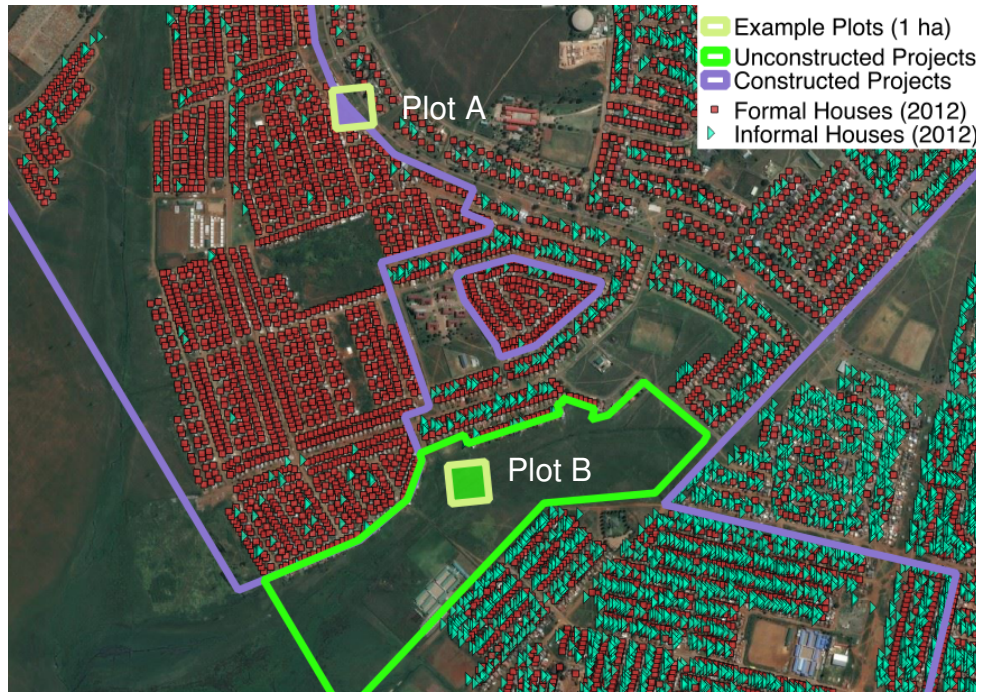 Example Plots (1 ha)
Unconstructed Projects
Constructed Projects
Formal Houses (2012)
Informal Houses (2012)
Plot A
Plot B